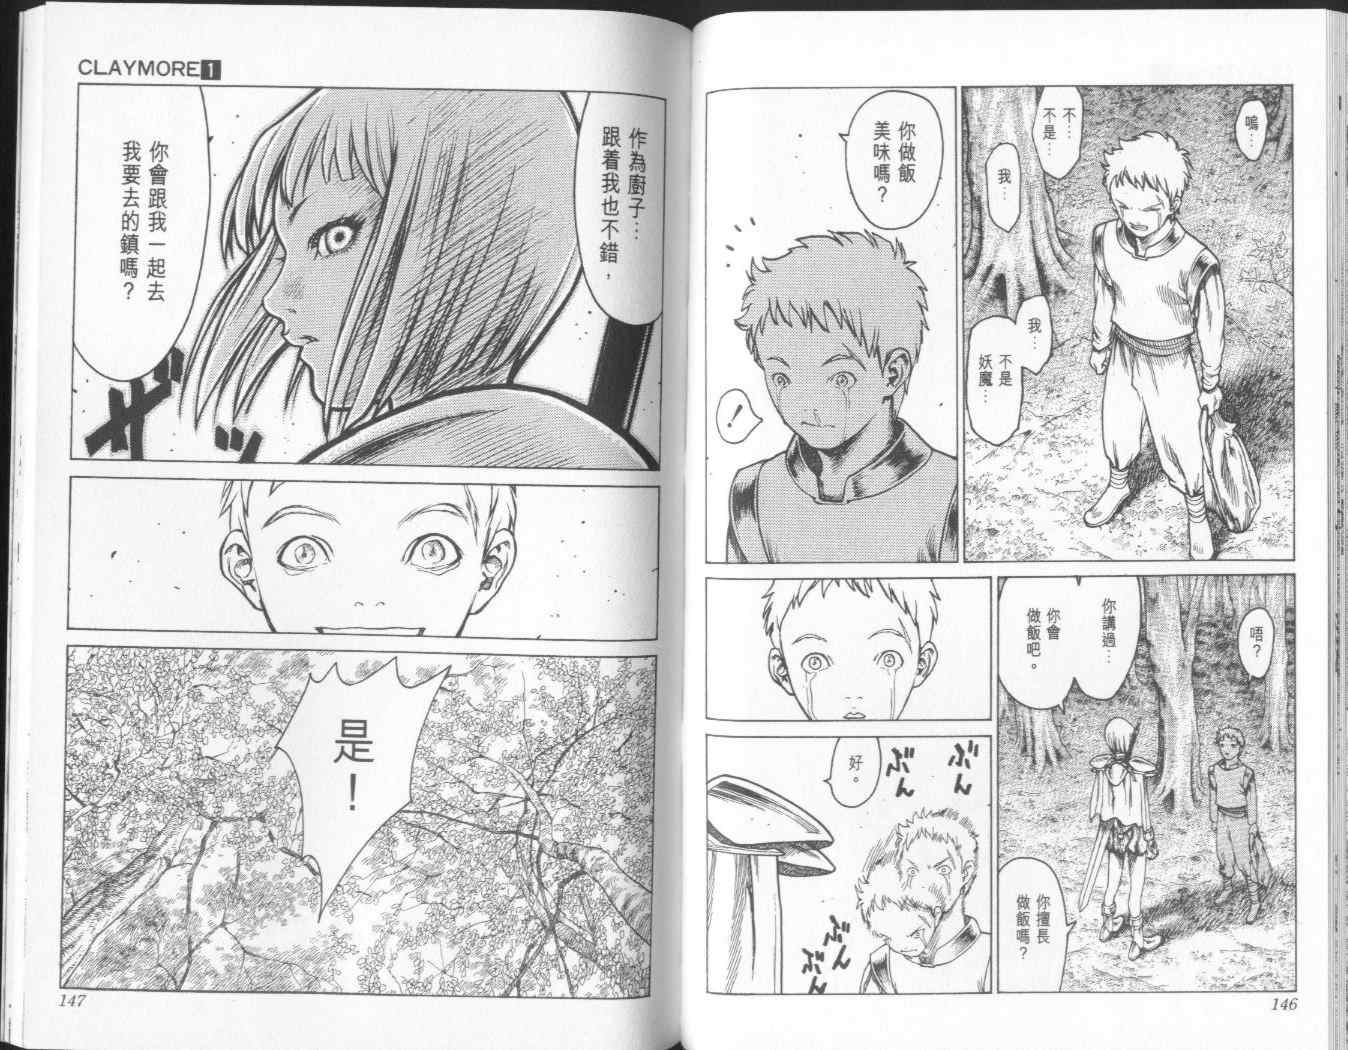 CLAYMORE 1
嗚…
不…
不是…
我…
我…
不是
妖魔…
你做飯
美味嗎？
！
唔？
你講過…
你會
做飯吧。
你擅長
做飯嗎？
好。
ぶん
ぶん
ぶん
ぶん
146
作為廚子…
跟着我也不錯，
你會跟我一起去
我要去的鎮嗎？
是！
147